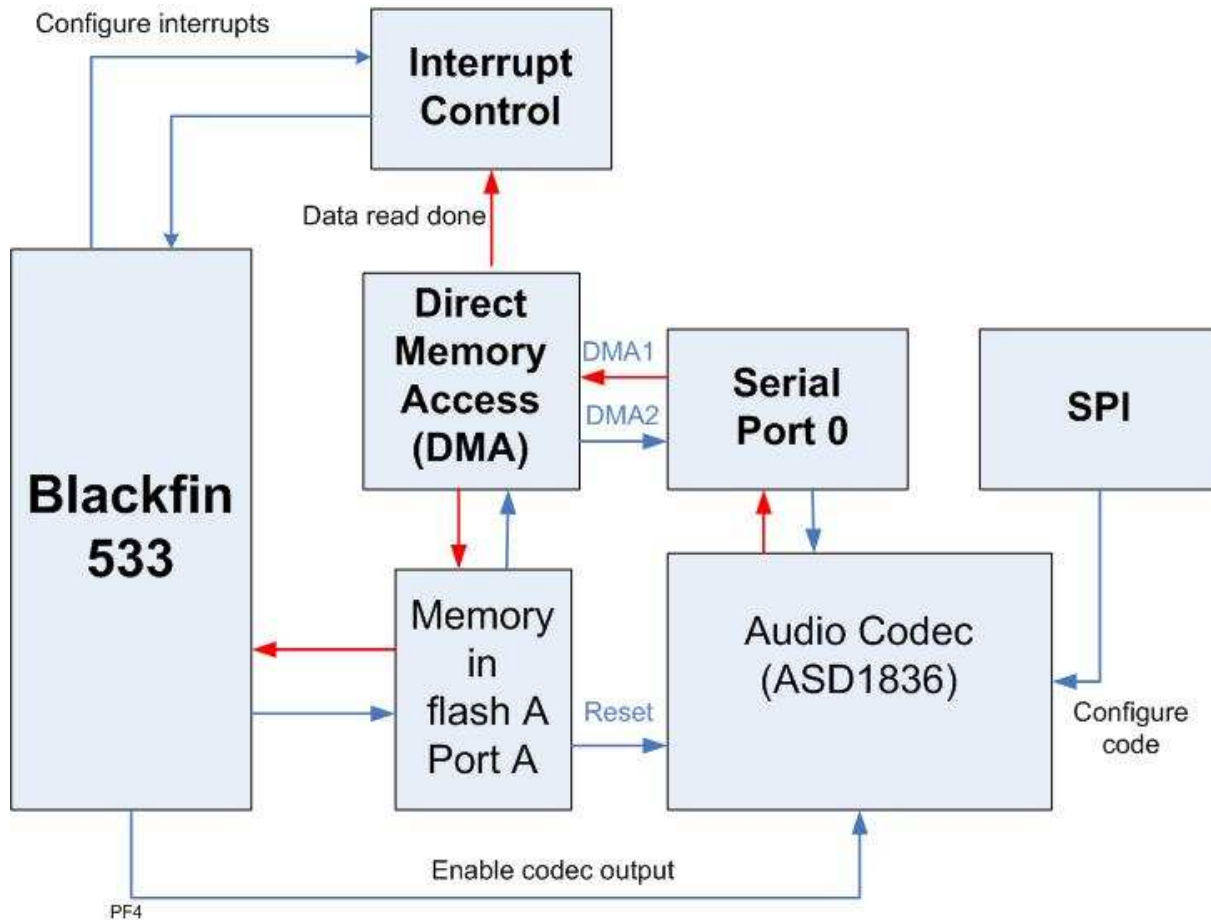 Configure interrupts
Interrupt
Control
Data read done
Direct
Memory
Access
(DMA)
DMA1
DMA2
Serial
Port 0
SPI
Blackfin
533
Memory
in
flash A
Port A
Reset
Audio Codec
(ASD1836)
Configure
code
Enable codec output
PF4